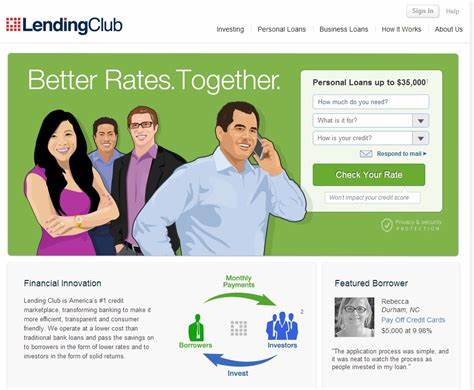 Sign In
Help
LendingClub
Investing Personal Loans Business Loans How It Works About Us
Better Rates.Together.
Personal Loans up to $35,000
How much do you need?
What is it for?
How is your credit?
Respond to mail
Check Your Rate
Won't impact your credit score
Privacy & security
PROTECTION
Financial Innovation
Lending Club is America's #1 credit
marketplace, transforming banking to make it
more efficient, transparent and consumer
friendly. We operate at a lower cost than
traditional bank loans and pass the savings on
to borrowers in the form of lower rates and to
investors in the form of solid returns.
Monthly
Payments
Borrowers
Investors
2
Invest
Featured Borrower
Rebecca
Durham, NC
Pay Off Credit Cards
$5,000 at 9.98%
"The application process was simple, and
it was neat to watch the process as
people invested in my loan."